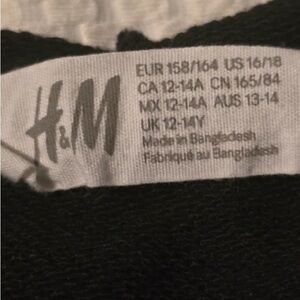 H&M
EUR 158/164 US 16/18
CA 12-14A CN 165/84
MX 12-14A AUS 13-14
UK 12-14Y
Made in Bangladesh
Fabriqué au Bangladesh